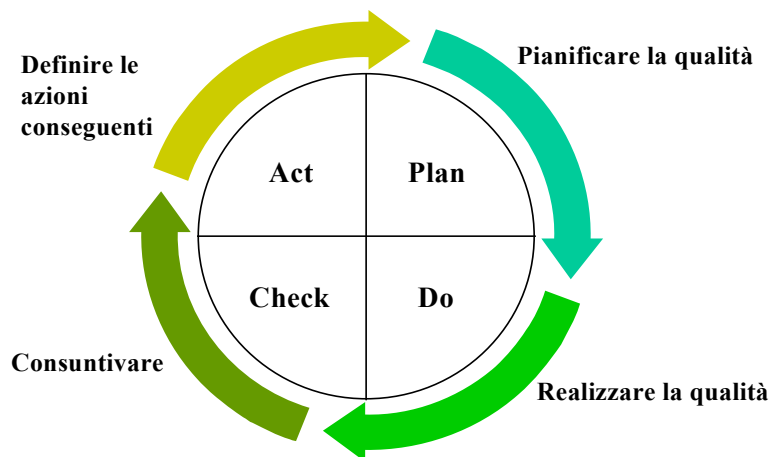 Definire le
azioni
conseguenti
Pianificare la qualità
Act
Plan
Check
Do
Consuntivare
Realizzare la qualità